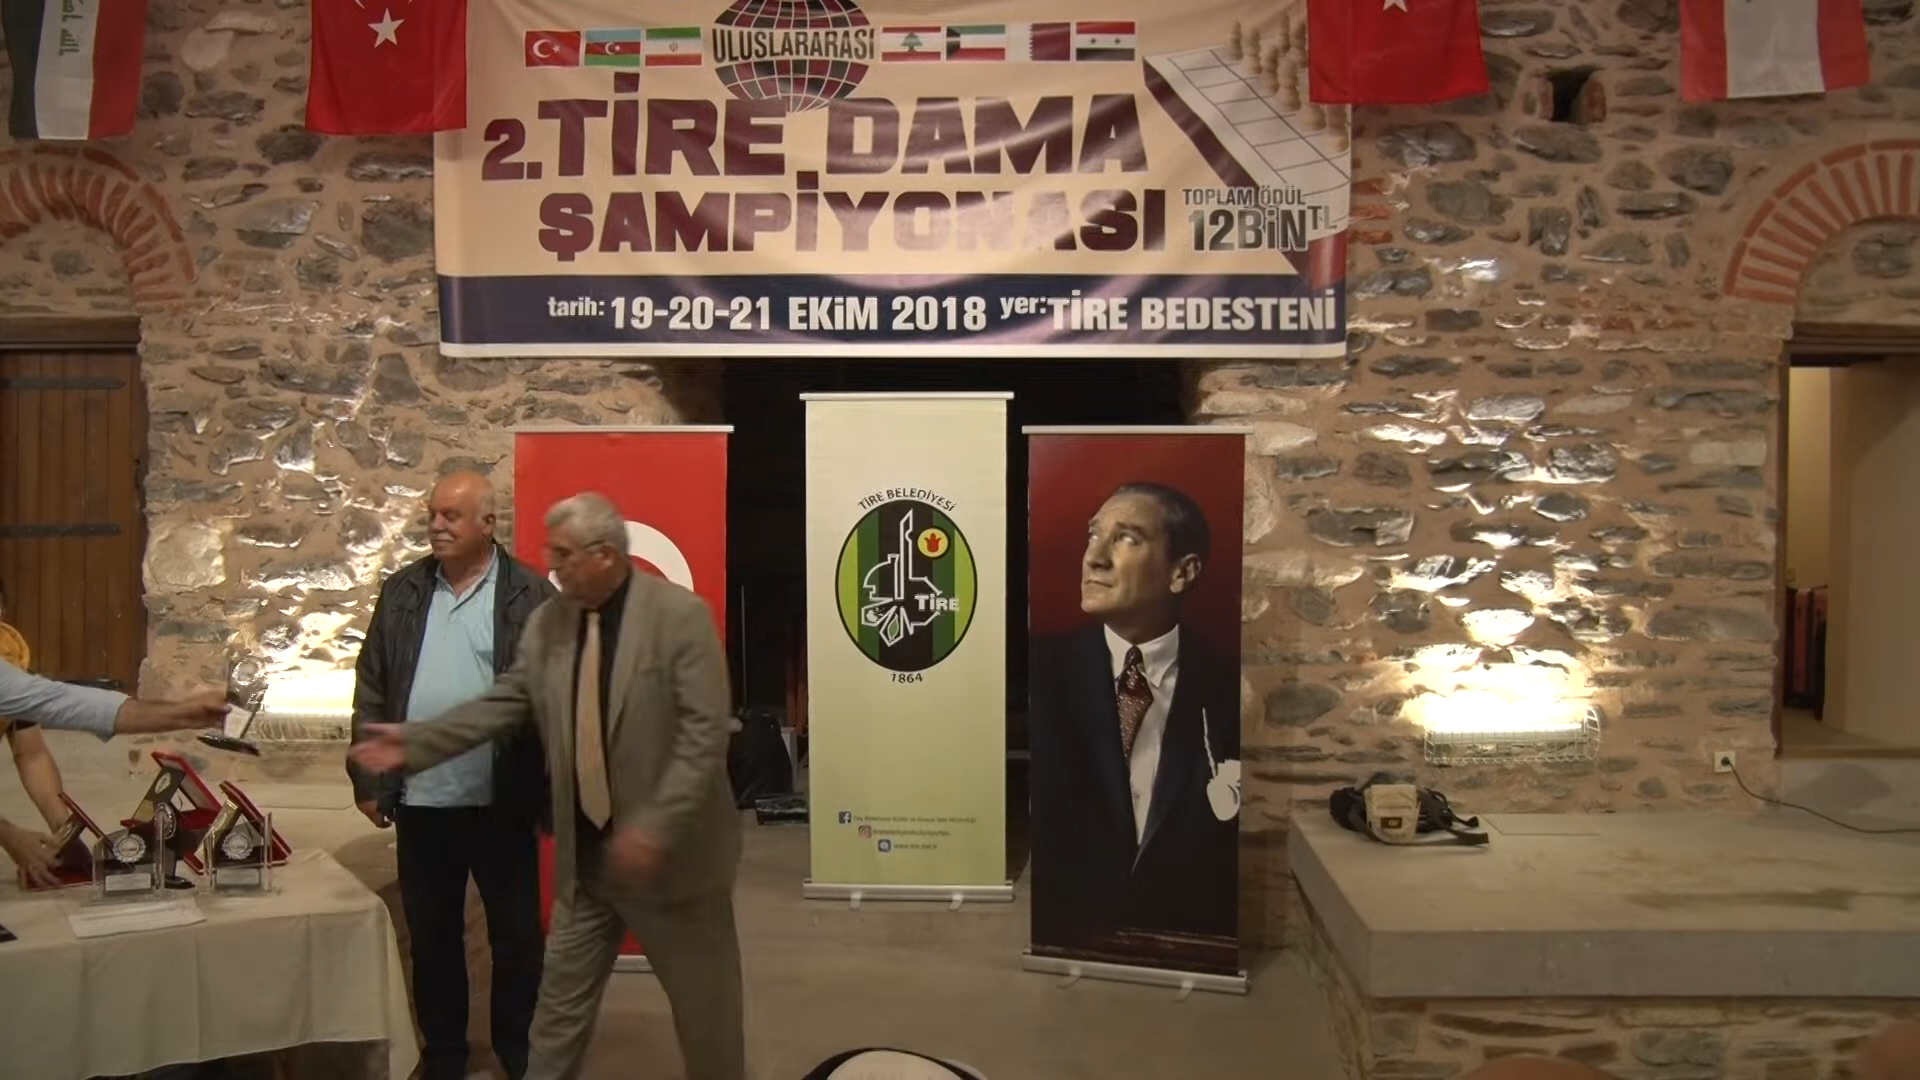 ULUSLARARASI
2. TİRE DAMA
ŞAMPİYONASI
TOPLAM ÖDÜL
12BİN TL
tarih: 19-20-21 EKİM 2018 yer: TİRE BEDESTENİ
TİRE BELEDİYESİ
TİRE
1864